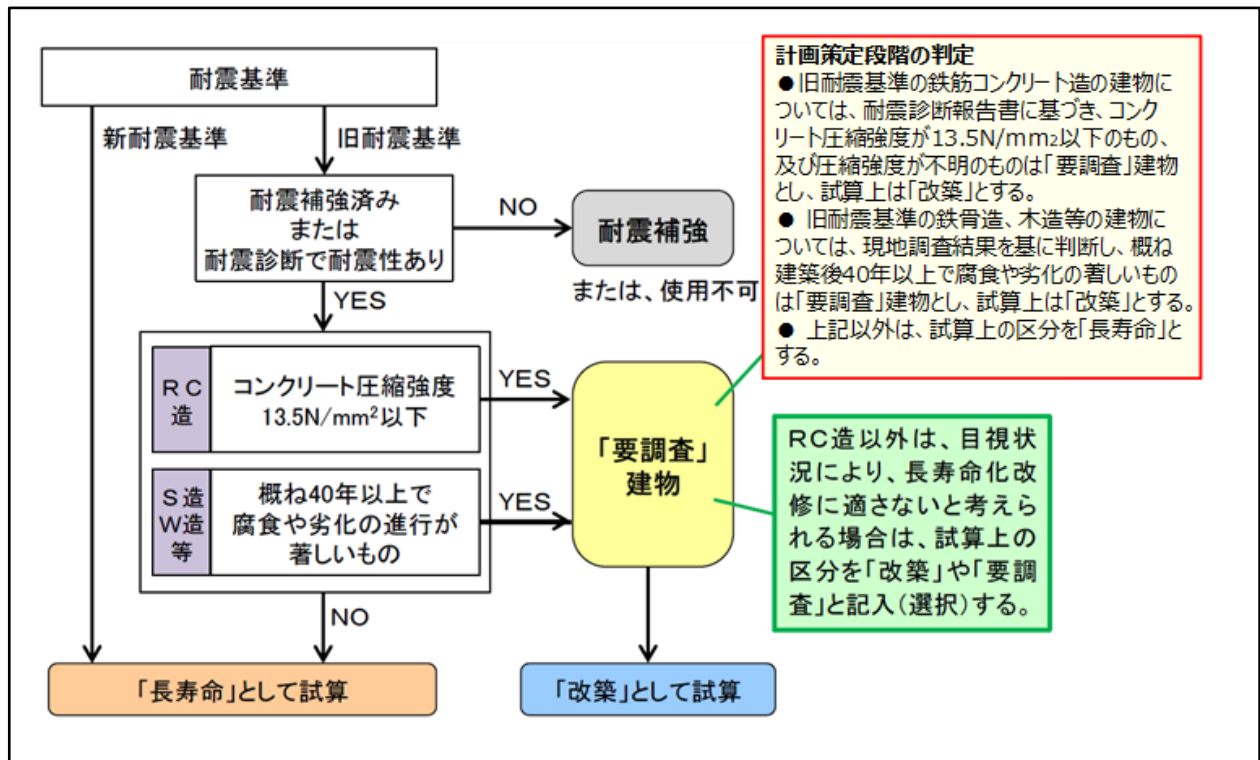 耐震基準
新耐震基準
旧耐震基準
耐震補強済み
または
耐震診断で耐震性あり
NO
耐震補強
または、使用不可
YES
RC
造
コンクリート圧縮強度
13.5N/mm²以下
YES
S造
W造
等
概ね40年以上で
腐食や劣化の進行が
著しいもの
YES
「要調査」
建物
NO
「長寿命」として試算
「改築」として試算
計画策定段階の判定
●旧耐震基準の鉄筋コンクリート造の建物に
ついては、耐震診断報告書に基づき、コンク
リート圧縮強度が13.5N/mm2以下のもの、
及び圧縮強度が不明のものは「要調査」建物
とし、試算上は「改築」とする。
● 旧耐震基準の鉄骨造、木造等の建物に
ついては、現地調査結果を基に判断し、概ね
建築後40年以上で腐食や劣化の著しいもの
は「要調査」建物とし、試算上は「改築」とする。
● 上記以外は、試算上の区分を「長寿命」と
する。
RC造以外は、目視状
況により、長寿命化改
修に適さないと考えら
れる場合は、試算上の
区分を「改築」や「要調
査」と記入(選択)する。